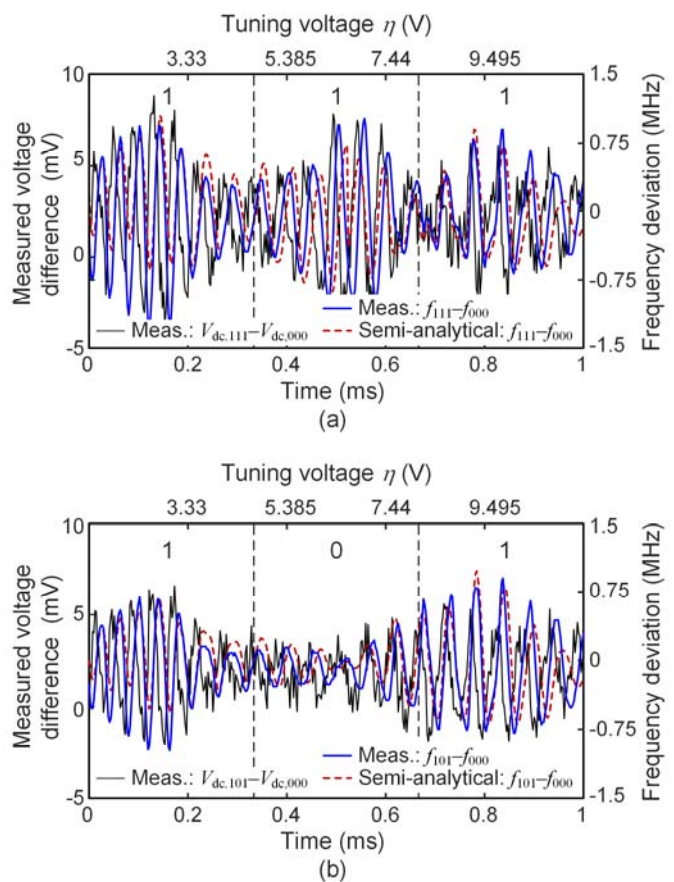 Tuning voltage η (V)
3.33 5.385 7.44 9.495
10 1.5
1 1 1
5 0.75
0 0
-0.75
-5 -1.5
Measured voltage
difference (mV)
Frequency deviation (MHz)
Meas.: f111–f000
Meas.: Vdc,111–Vdc,000 Semi-analytical: f111–f000
0 0.2 0.4 0.6 0.8 1
Time (ms)
(a)
Tuning voltage η (V)
3.33 5.385 7.44 9.495
10 1.5
1 0 1
5 0.75
0 0
-0.75
-5 -1.5
Measured voltage
difference (mV)
Frequency deviation (MHz)
Meas.: f101–f000
Meas.: Vdc,101–Vdc,000 Semi-analytical: f101–f000
0 0.2 0.4 0.6 0.8 1
Time (ms)
(b)